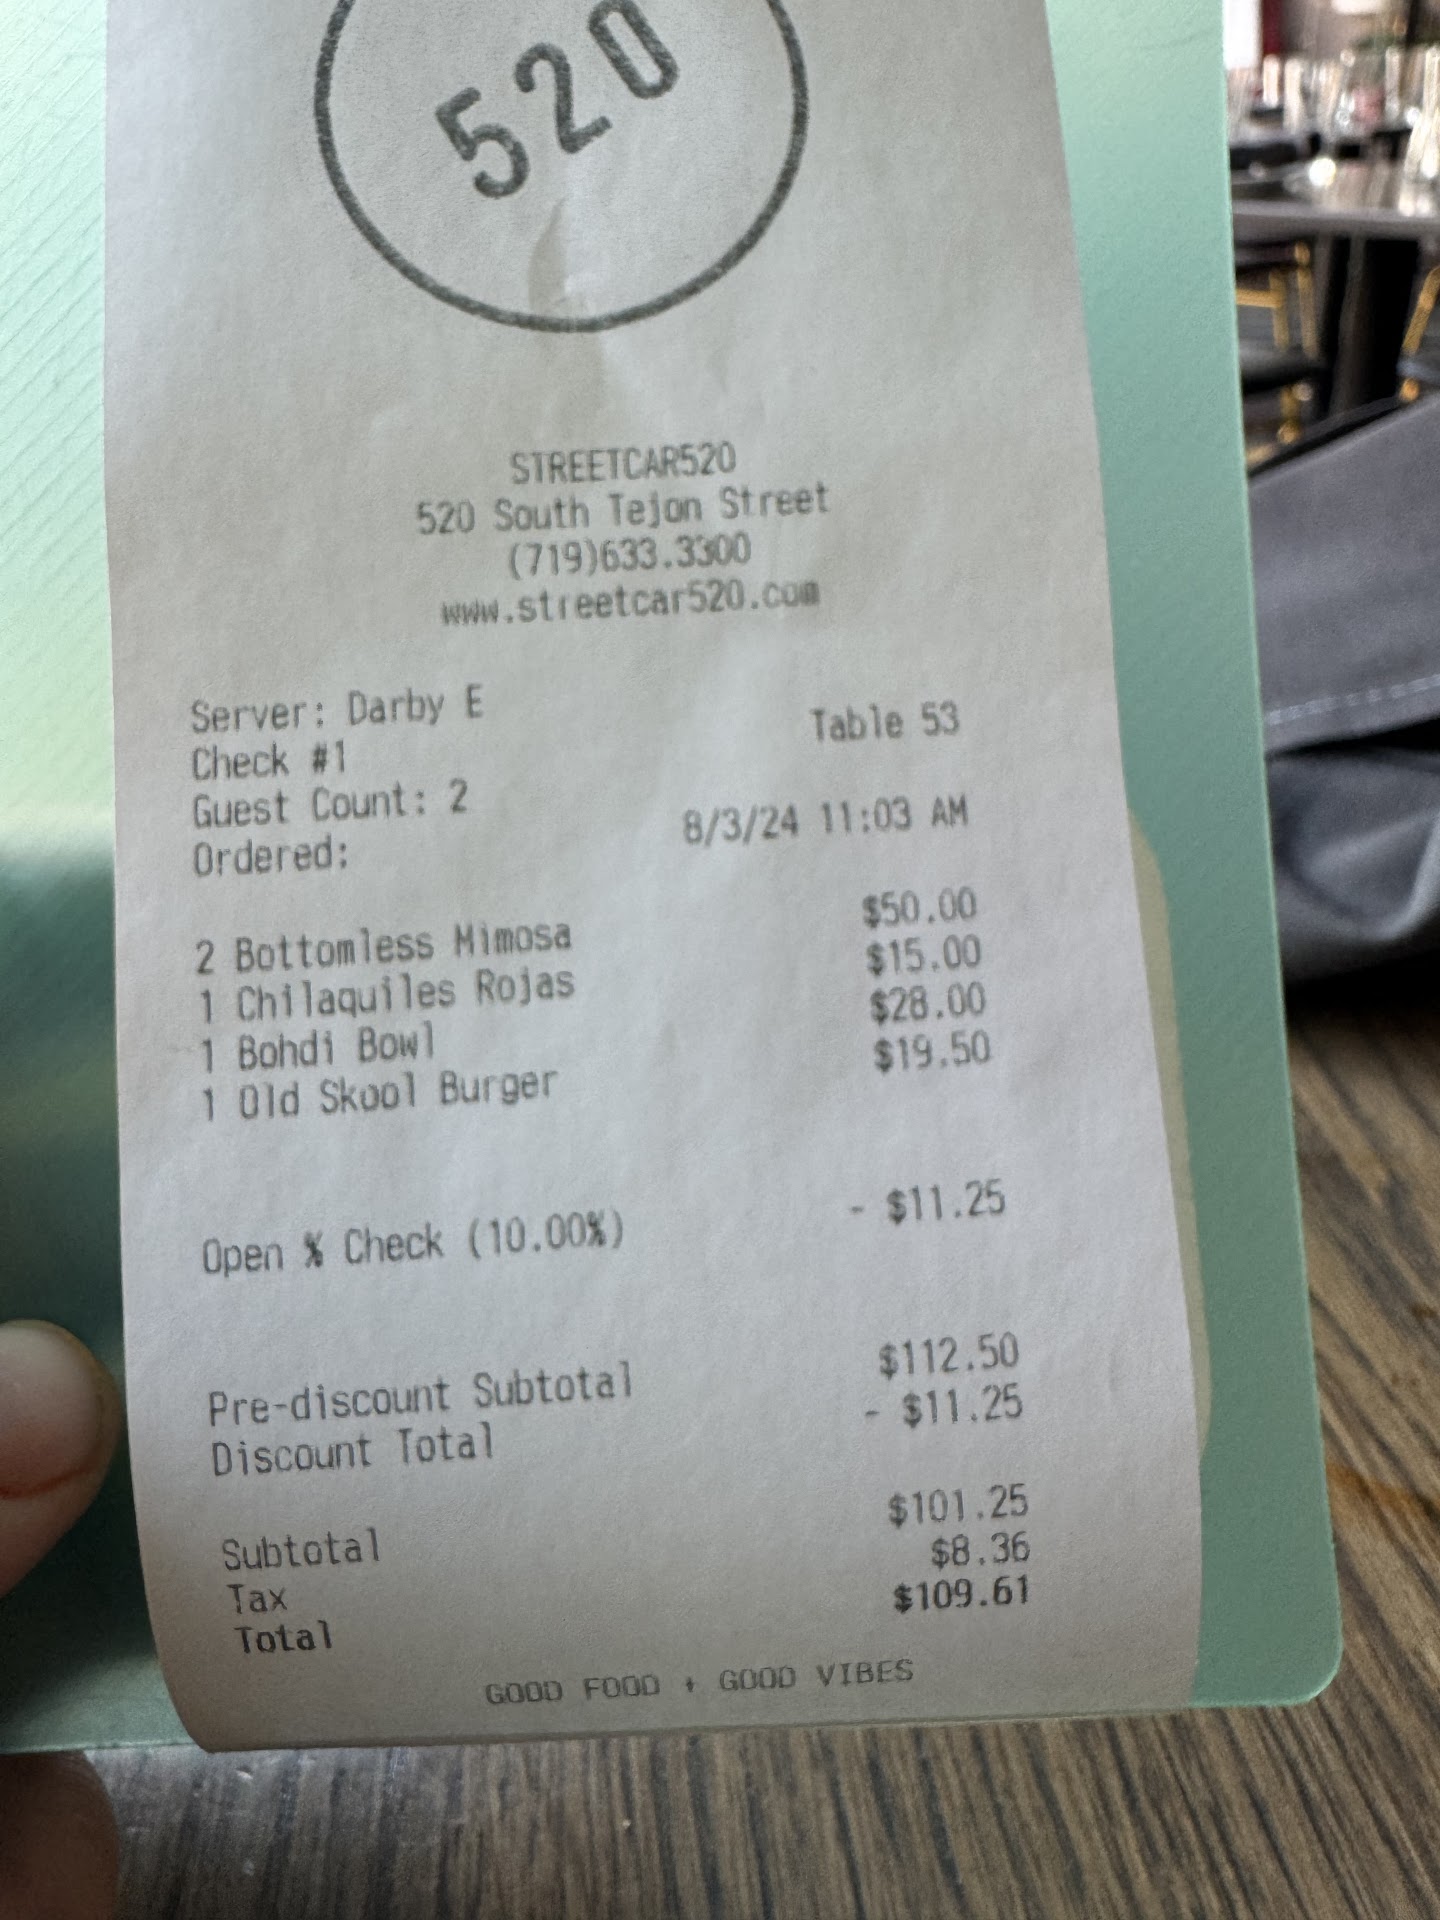 520
STREETCAR520
520 South Tejon Street
(719)633.3300
www.streetcar520.com
Server: Darby E
Check #1 Table 53
Guest Count: 2
Ordered: 8/3/24 11:03 AM
2 Bottomless Mimosa $50.00
1 Chilaquiles Rojas $15.00
1 Bohdi Bowl $28.00
1 Old Skool Burger $19.50
Open % Check (10.00%) - $11.25
Pre-discount Subtotal $112.50
Discount Total - $11.25
Subtotal $101.25
Tax $8.36
Total $109.61
GOOD FOOD + GOOD VIBES